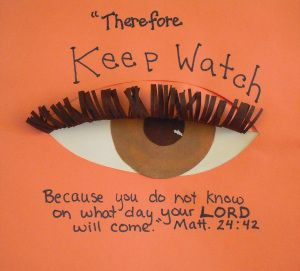 "Therefore
Keep Watch
Because you do not know
on what day your LORD
will come." Matt. 24:42